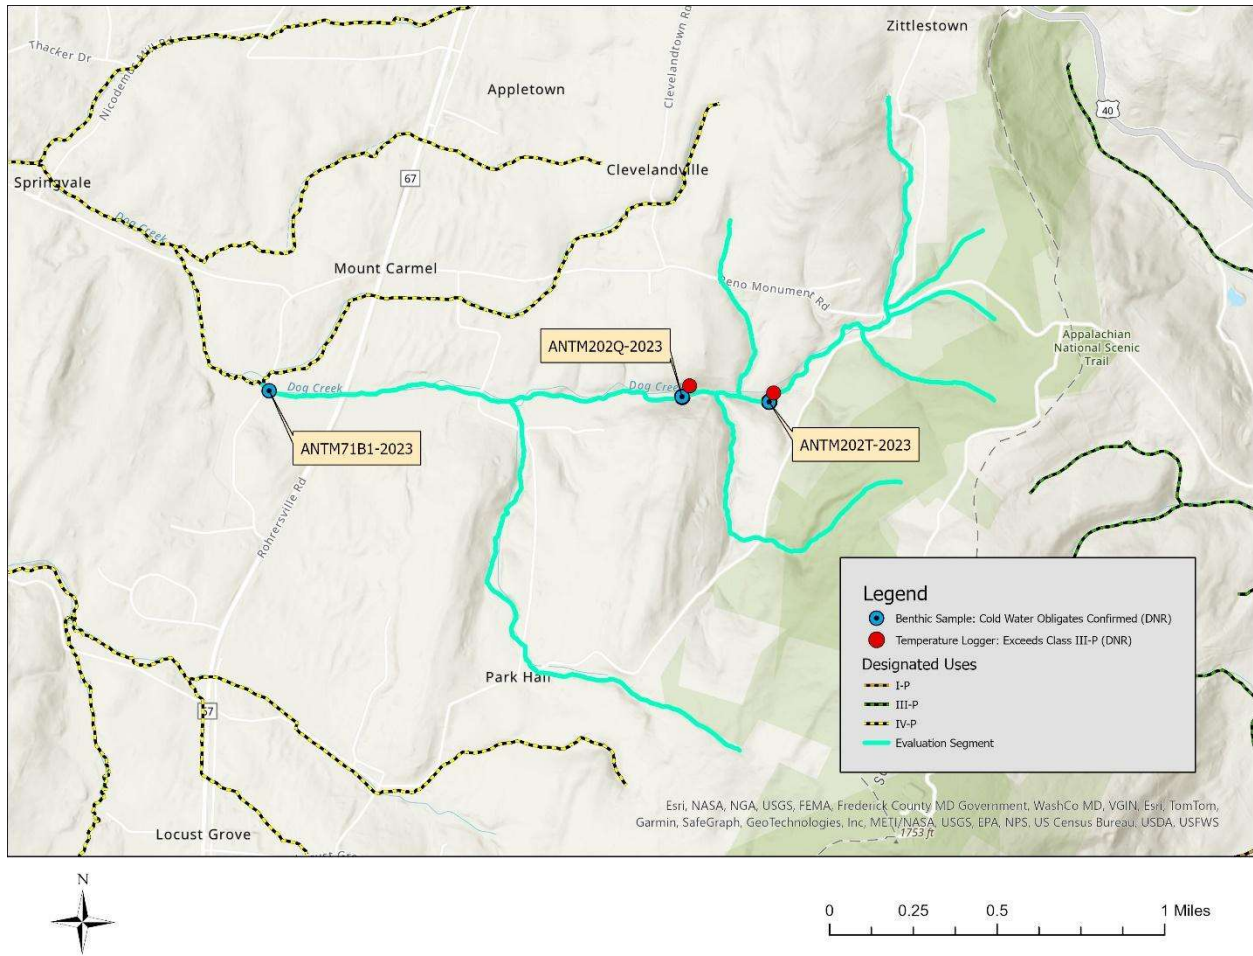 Zittlestown
Thacker Dr
Nicodemus Mill R
Clevelandtown Rd
Appletown
40
67
Clevelandville
Springvale
Dog Creek
Mount Carmel
Reno Monument Rd
Appalachian
National Scenic
Trail
ANTM202Q-2023
Dog Creek
Dog Creek
ANTM71B1-2023
ANTM202T-2023
Rohrersville Rd
Park Hall
67
Locust Grove
Legend
Benthic Sample: Cold Water Obligates Confirmed (DNR)
Temperature Logger: Exceeds Class III-P (DNR)
Designated Uses
I-P
III-P
IV-P
Evaluation Segment
Esri, NASA, NGA, USGS, FEMA, Frederick County MD Government, WashCo MD, VGIN, Esri, TomTom,
Garmin, SafeGraph, GeoTechnologies, Inc, METI/NASA, USGS, EPA, NPS, US Census Bureau, USDA, USFWS
1753 ft
N
0 0.25 0.5 1 Miles